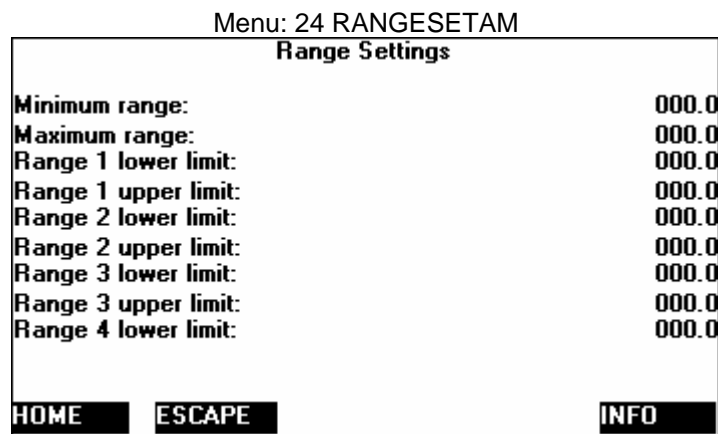 Menu: 24 RANGESETAM
Range Settings
Minimum range: 000.0
Maximum range: 000.0
Range 1 lower limit: 000.0
Range 1 upper limit: 000.0
Range 2 lower limit: 000.0
Range 2 upper limit: 000.0
Range 3 lower limit: 000.0
Range 3 upper limit: 000.0
Range 4 lower limit: 000.0
HOME ESCAPE INFO